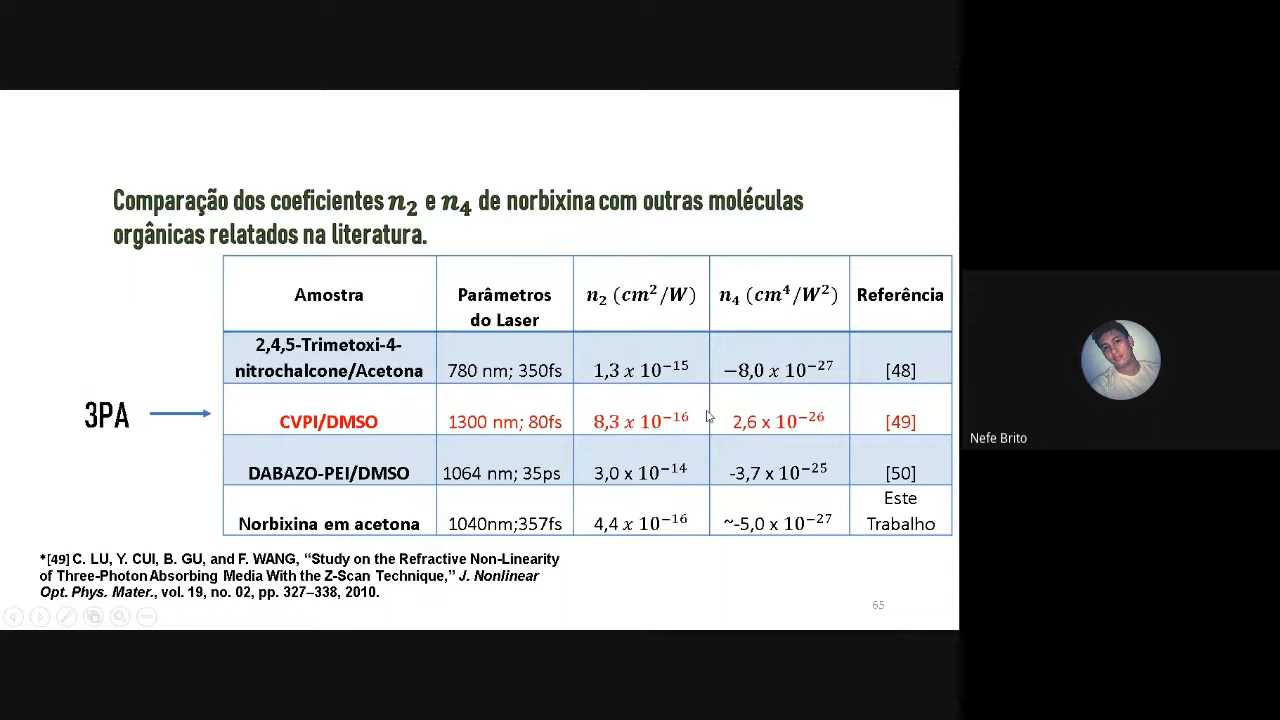 Comparação dos coeficientes n₂ e n₄ de norbixina com outras moléculas
orgânicas relatados na literatura.
Amostra Parâmetros do Laser n₂ (cm²/W) n₄ (cm⁴/W²) Referência
2,4,5-Trimetoxi-4-
nitrochalcone/Acetona 780 nm; 350fs 1,3 x 10⁻¹⁵ −8,0 x 10⁻²⁷ [48]
3PA
CVPI/DMSO 1300 nm; 80fs 8,3 x 10⁻¹⁶ 2,6 x 10⁻²⁶ [49]
DABAZO-PEI/DMSO 1064 nm; 35ps 3,0 x 10⁻¹⁴ -3,7 x 10⁻²⁵ [50]
Norbixina em acetona 1040nm;357fs 4,4 x 10⁻¹⁶ ~-5,0 x 10⁻²⁷ Este Trabalho
*[49] C. LU, Y. CUI, B. GU, and F. WANG, “Study on the Refractive Non-Linearity
of Three-Photon Absorbing Media With the Z-Scan Technique,” J. Nonlinear
Opt. Phys. Mater., vol. 19, no. 02, pp. 327–338, 2010.
65
Nefe Brito